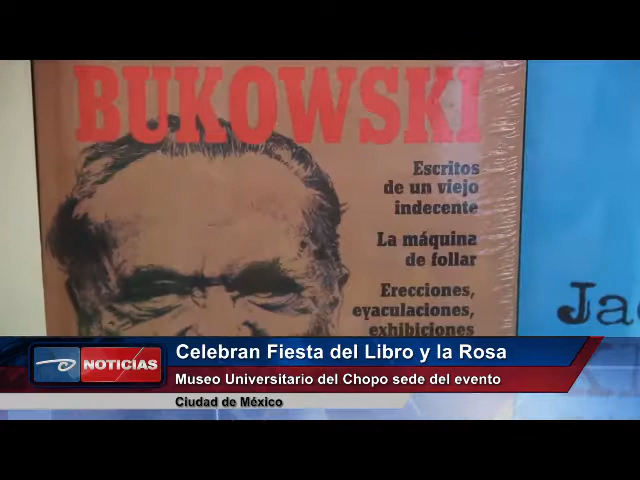 BUKOWSKI
Escritos
de un viejo
indecente
La máquina
de follar
Erecciones,
eyaculaciones,
exhibiciones
Ja
NOTICIAS
Celebran Fiesta del Libro y la Rosa
Museo Universitario del Chopo sede del evento
Ciudad de México